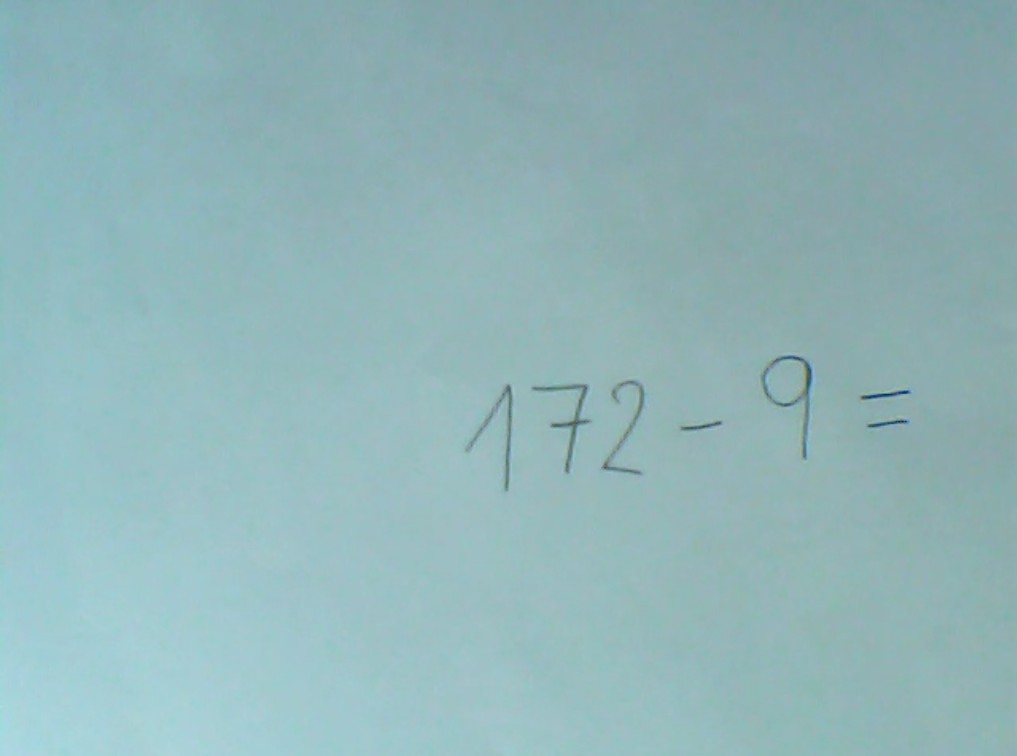 172 - 9 =